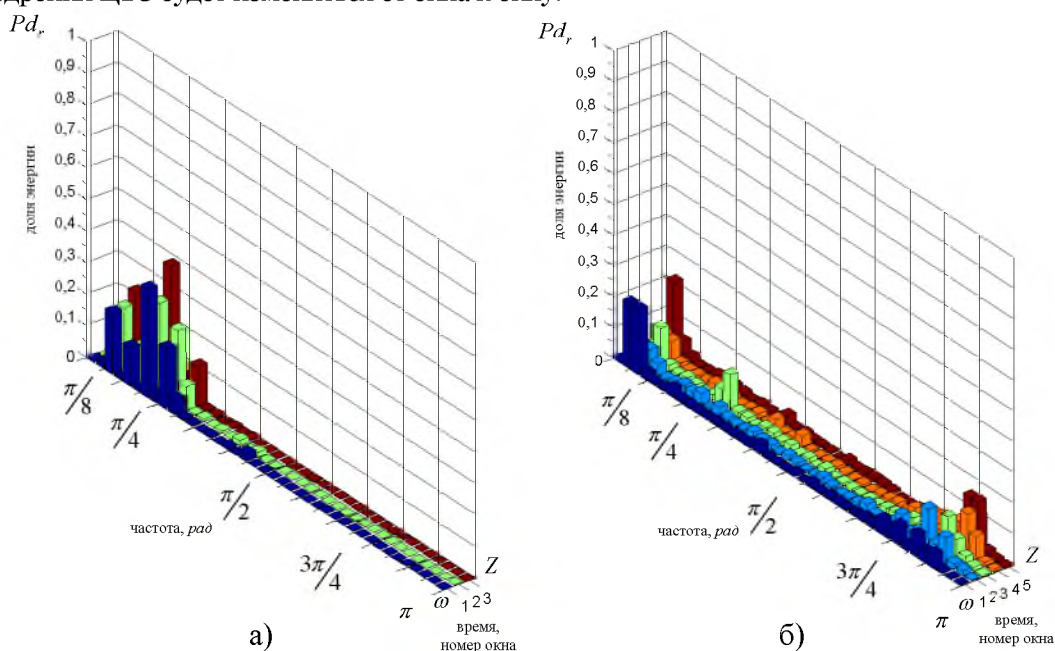 Pd_r
1
0,9
0,8
0,7
0,6
0,5
0,4
0,3
0,2
0,1
0
доля энергии
π/8
π/4
π/2
3π/4
π
частота, рад
ω
1 2 3
Z
время,
номер окна
а)
Pd_r
1
0,9
0,8
0,7
0,6
0,5
0,4
0,3
0,2
0,1
0
доля энергии
π/8
π/4
π/2
3π/4
π
частота, рад
ω
1 2 3 4 5
Z
время,
номер окна
б)